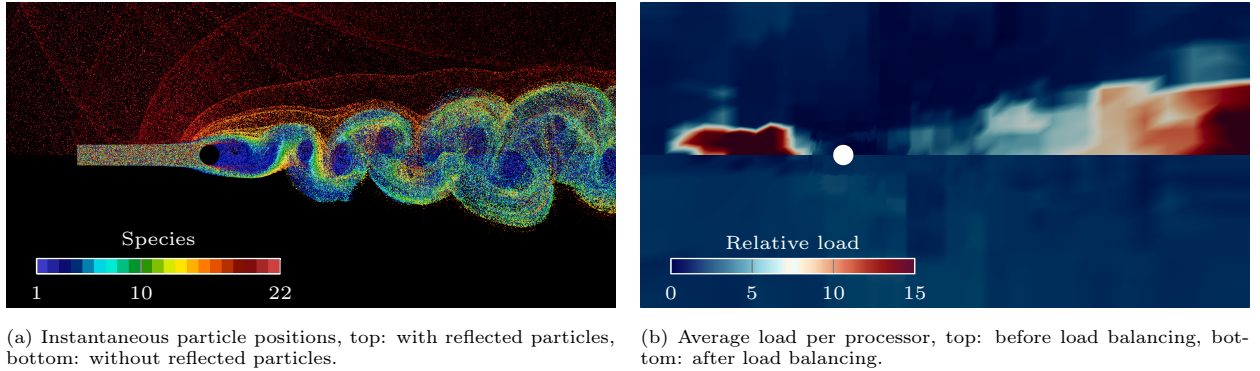 Species
1 10 22
Relative load
0 5 10 15
(a) Instantaneous particle positions, top: with reflected particles,
bottom: without reflected particles.
(b) Average load per processor, top: before load balancing, bot-
tom: after load balancing.